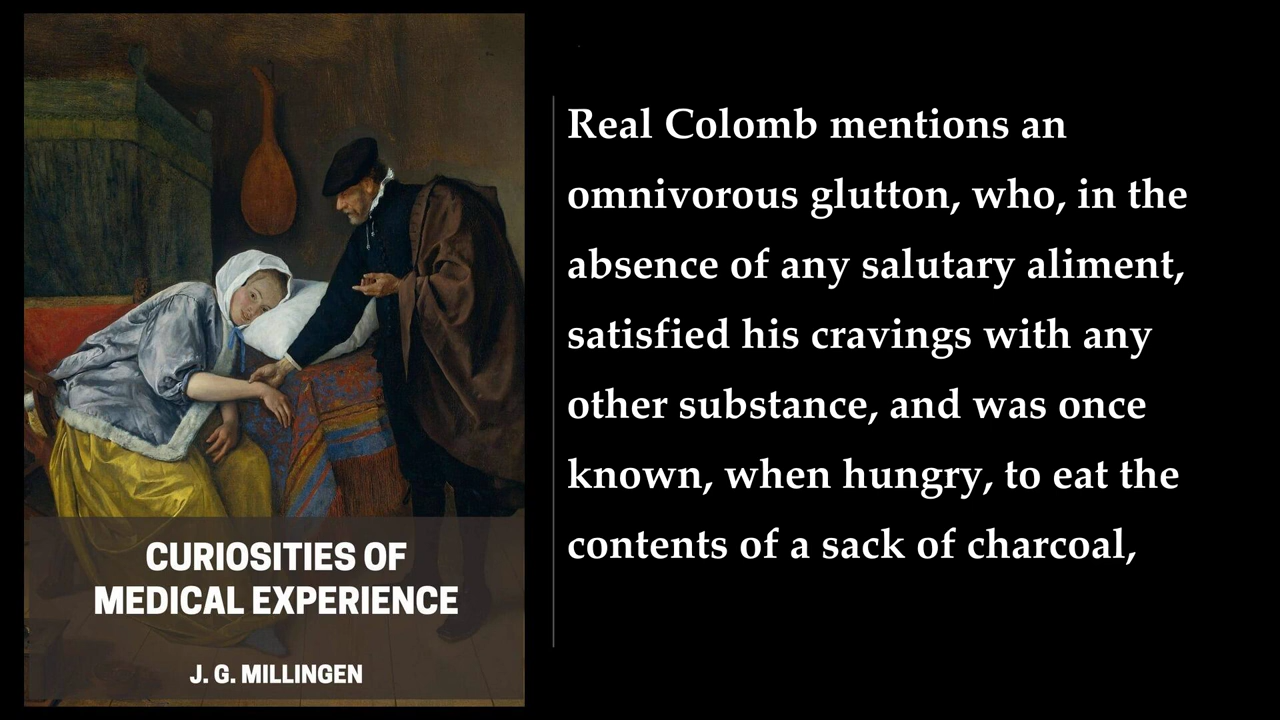 CURIOSITIES OF
MEDICAL EXPERIENCE
J. G. MILLINGEN
Real Colomb mentions an
omnivorous glutton, who, in the
absence of any salutary aliment,
satisfied his cravings with any
other substance, and was once
known, when hungry, to eat the
contents of a sack of charcoal,